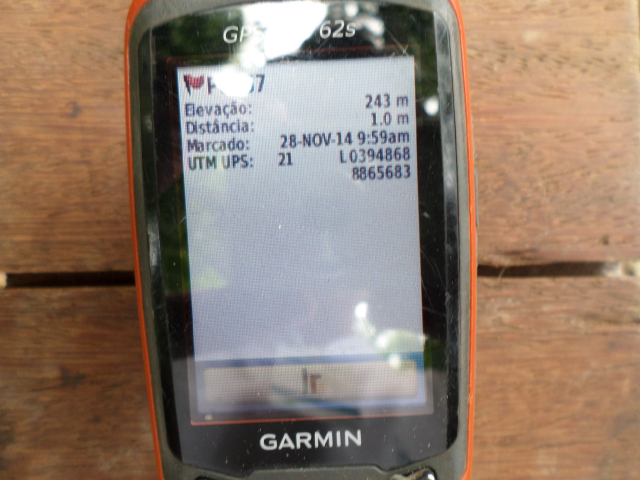 62s
Elevação: 243 m
Distância: 1.0 m
Marcado: 28-NOV-14 9:59am
UTM UPS: 21 L0394868
8865683
Ir
GARMIN